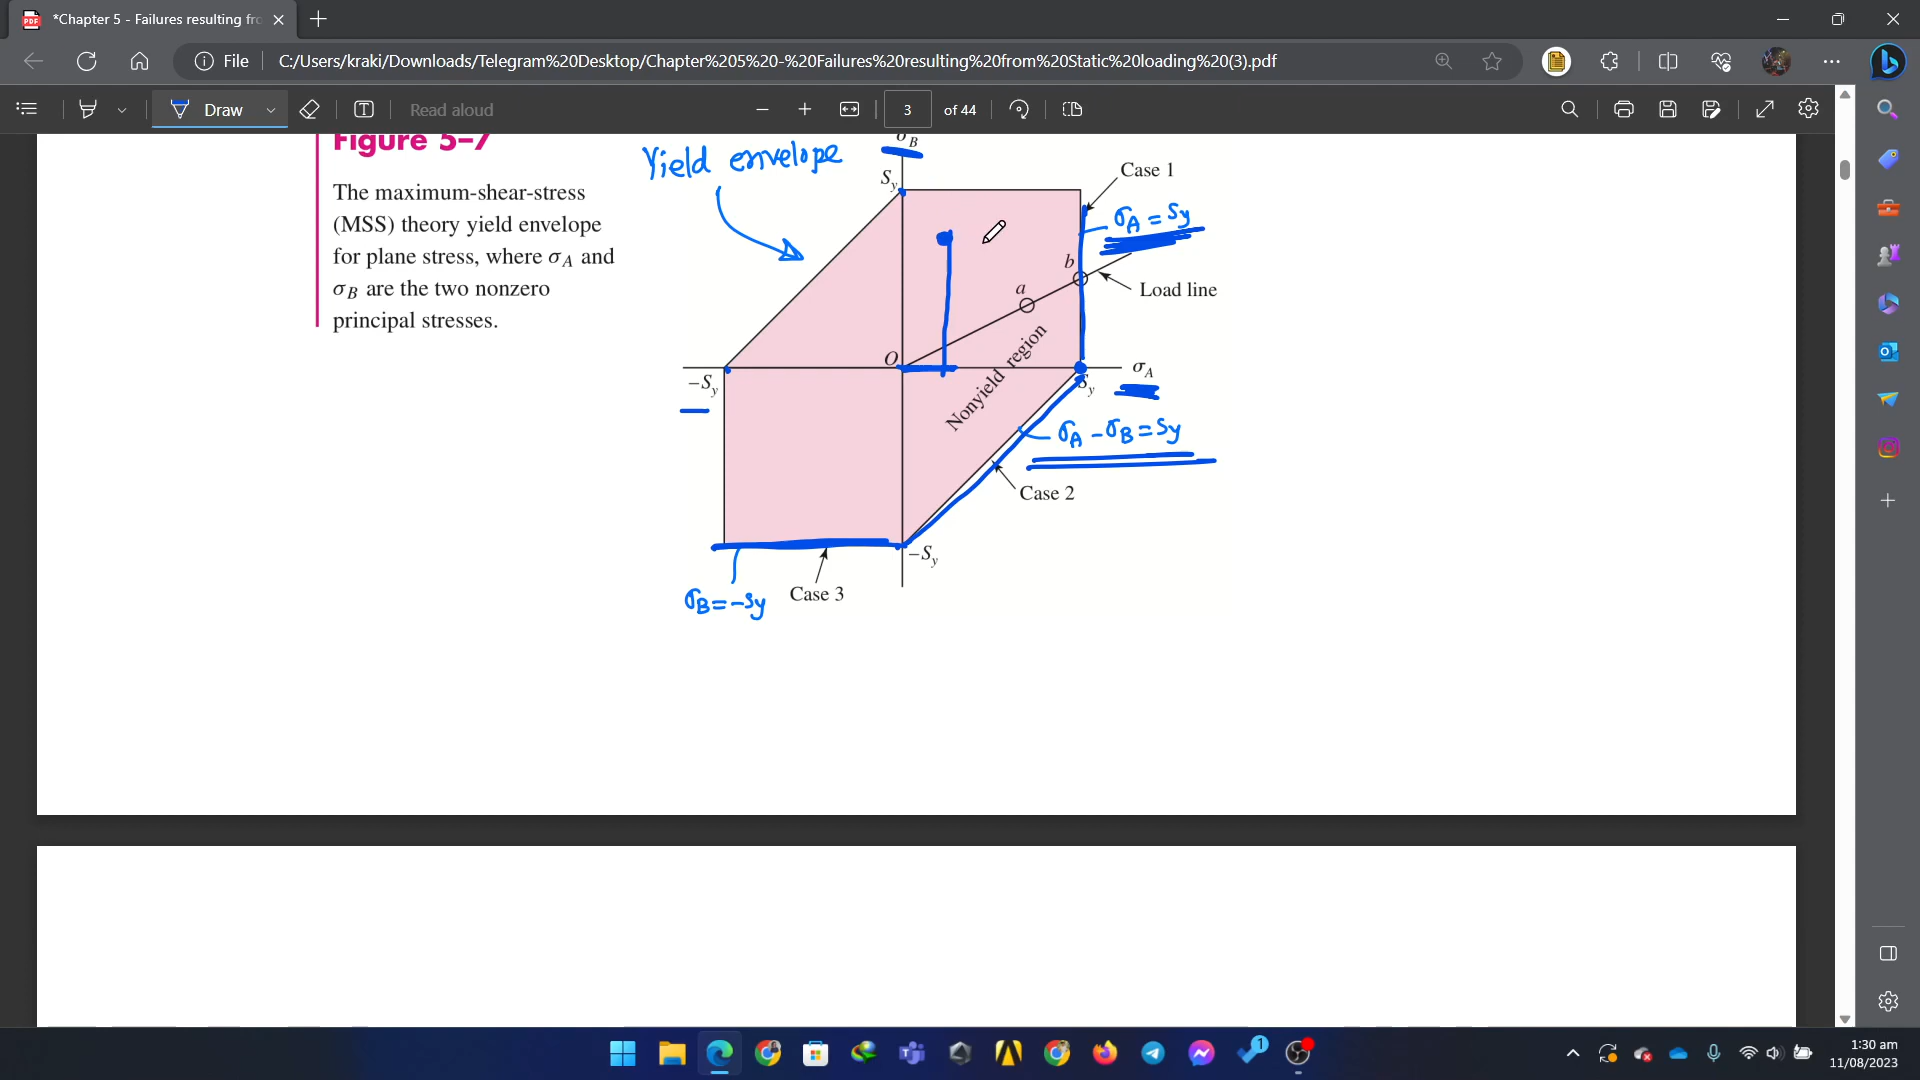 *Chapter 5 - Failures resulting fro
File
C:/Users/kraki/Downloads/Telegram%20Desktop/Chapter%205%20-%20Failures%20resulting%20from%20Static%20loading%20(3).pdf
Draw
Read aloud
3
of 44
Figure 5–7
The maximum-shear-stress
(MSS) theory yield envelope
for plane stress, where σA and
σB are the two nonzero
principal stresses.
Yield envelope
σB
Sy
Case 1
σA = Sy
b
a
Load line
O
Nonyield region
−Sy
Sy
σA
σA − σB = Sy
Case 2
−Sy
σB = −Sy
Case 3
1
1:30 am
11/08/2023